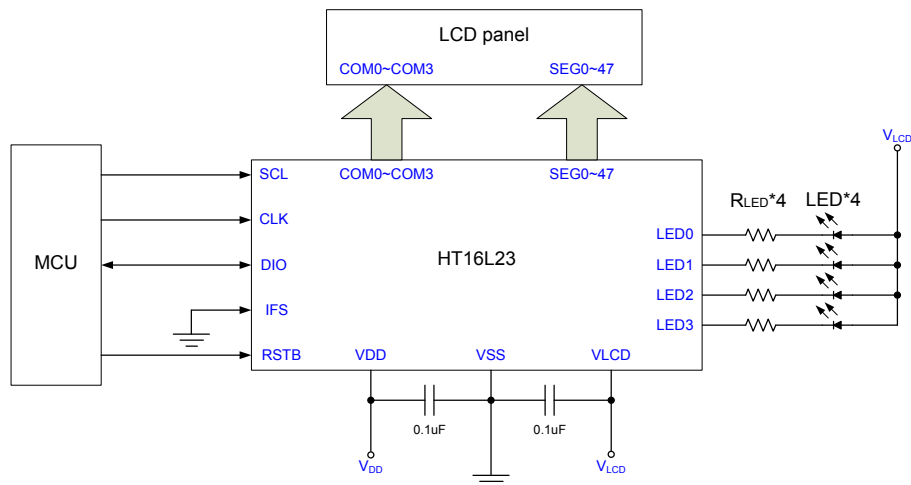 LCD panel
COM0~COM3 SEG0~47
VLCD
SCL COM0~COM3 SEG0~47
RLED*4 LED*4
CLK
LED0
MCU DIO HT16L23 LED1
LED2
IFS
LED3
RSTB VDD VSS VLCD
0.1uF 0.1uF
VDD VLCD